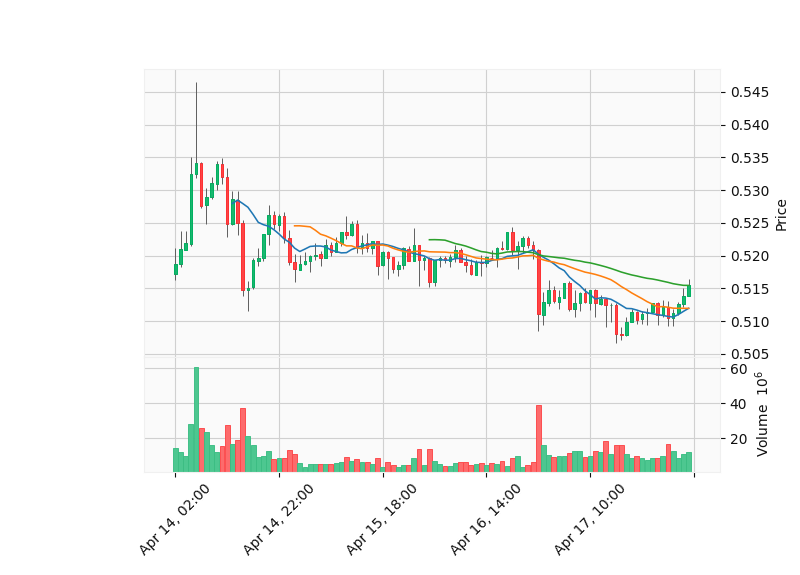 0.545
0.540
0.535
0.530
0.525
0.520
0.515
0.510
0.505
Price
60
40
20
Volume 10^6
Apr 14, 02:00
Apr 14, 22:00
Apr 15, 18:00
Apr 16, 14:00
Apr 17, 10:00